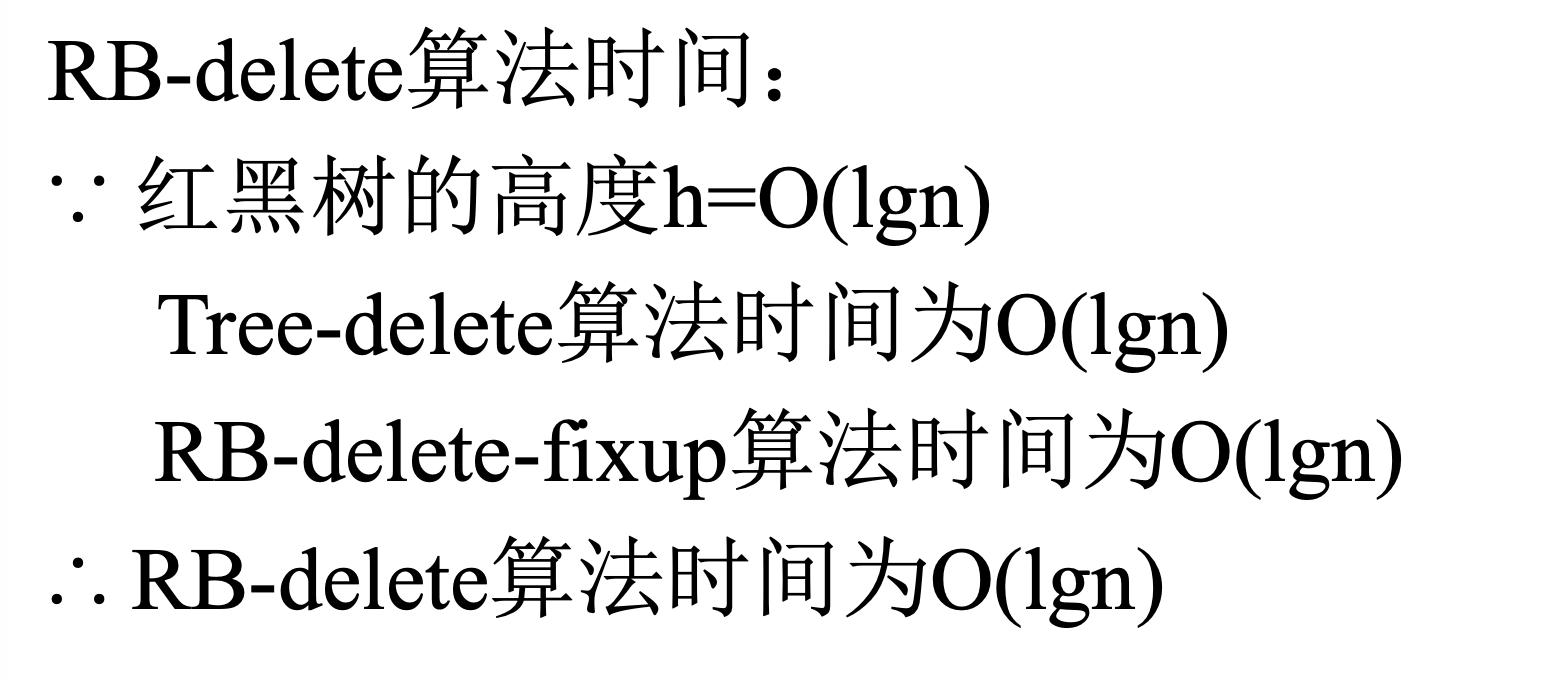 RB-delete算法时间：
∵ 红黑树的高度h=O(lgn)
Tree-delete算法时间为O(lgn)
RB-delete-fixup算法时间为O(lgn)
∴ RB-delete算法时间为O(lgn)